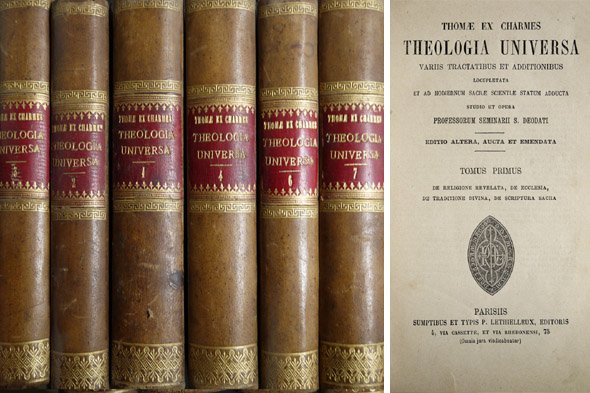 THOMÆ EX CHARMES
THEOLOGIA
UNIVERSA
3
THOMÆ EX CHARMES
THEOLOGIA
UNIVERSA
2
THOMÆ EX CHARMES
THEOLOGIA
UNIVERSA
1
THOMÆ EX CHARMES
THEOLOGIA
UNIVERSA
4
THOMÆ EX CHARMES
THEOLOGIA
UNIVERSA
6
THOMÆ EX CHARMES
THEOLOGIA
UNIVERSA
7
THOMÆ EX CHARMES
THEOLOGIA UNIVERSA
VARIIS TRACTATIBUS ET ADDITIONIBUS
LOCUPLETATA
ET AD HODIERNUM SACRÆ SCIENTIÆ STATUM ADDUCTA
STUDIO ET OPERA
PROFESSORUM SEMINARII S. DEODATI
EDITIO ALTERA, AUCTA ET EMENDATA
TOMUS PRIMUS
DE RELIGIONE REVELATA, DE ECCLESIA,
DE TRADITIONE DIVINA, DE SCRIPTURA SACRA
PARISIIS
SUMPTIBUS ET TYPIS P. LETHIELLEUX, EDITORIS
4, VIA CASSETTE, ET VIA RHEDONENSI, 75
(Omnia jura vindicabuntur)